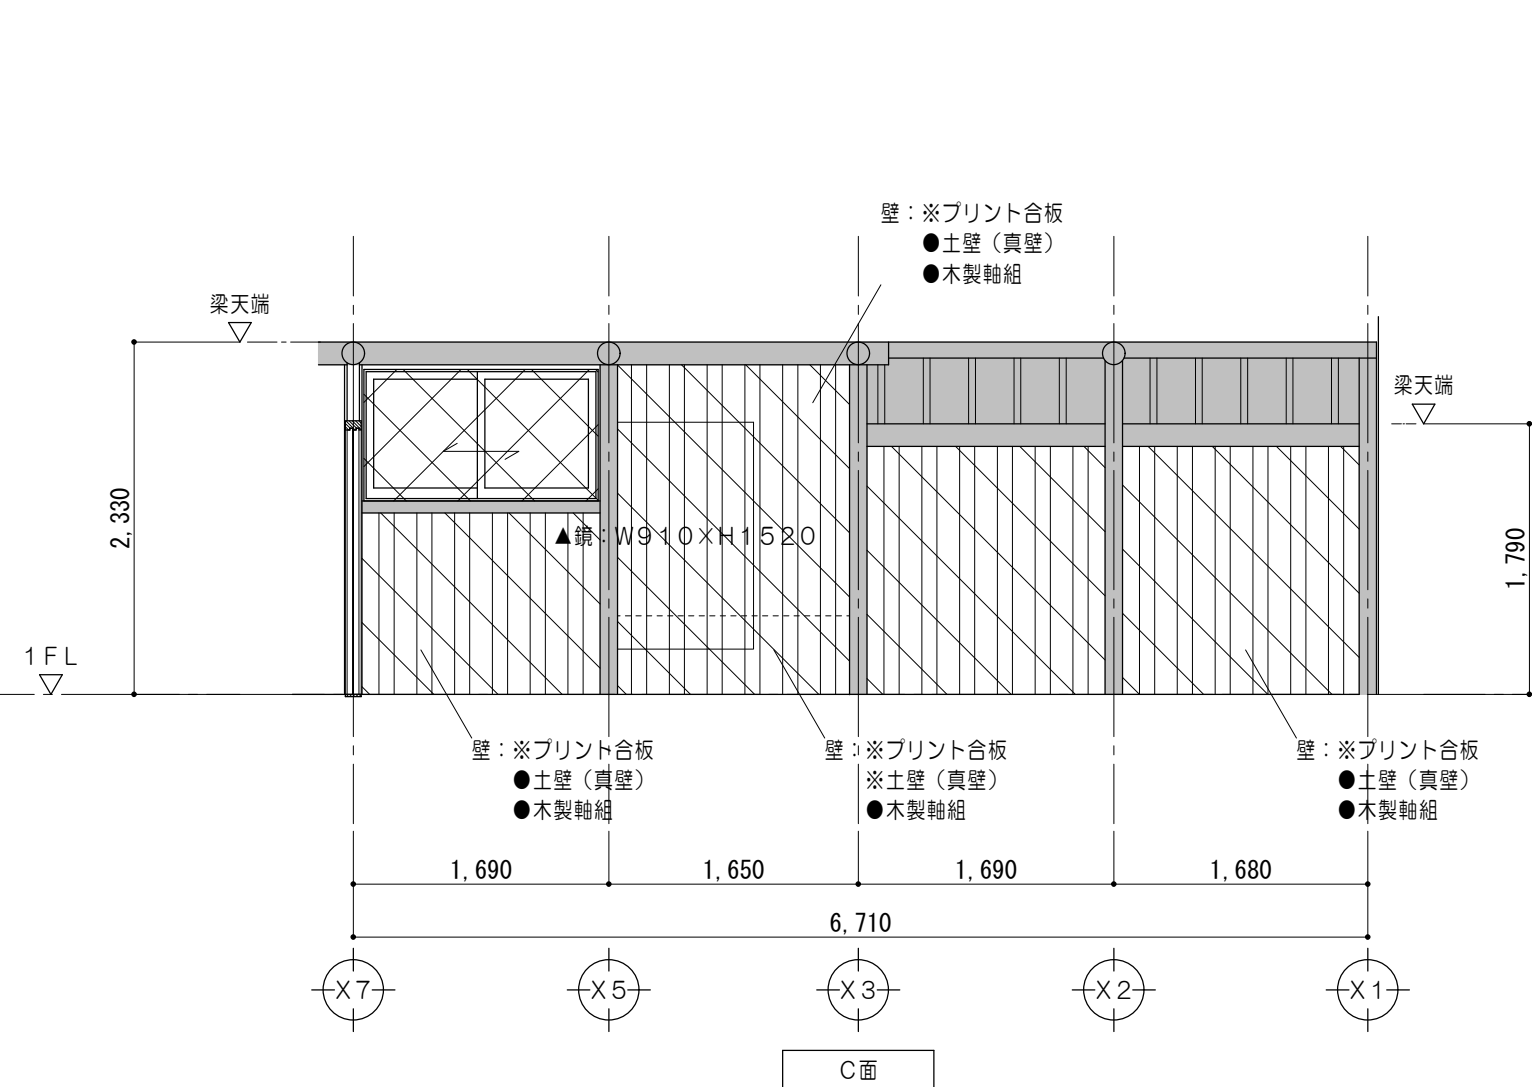 壁：※プリント合板
●土壁（真壁）
●木製軸組
梁天端
梁天端
2,330
▲鏡：W910×H1520
1,790
1FL
壁：※プリント合板
●土壁（真壁）
●木製軸組
壁：※プリント合板
※土壁（真壁）
●木製軸組
壁：※プリント合板
●土壁（真壁）
●木製軸組
1,690
1,650
1,690
1,680
6,710
X7
X5
X3
X2
X1
C面